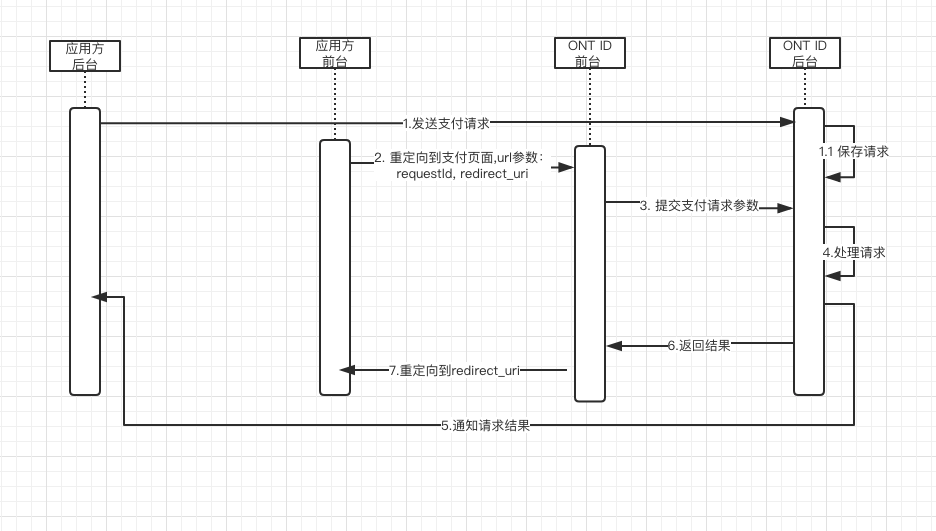 应用方
后台
应用方
前台
ONT ID
前台
ONT ID
后台
1.发送支付请求
1.1 保存请求
2. 重定向到支付页面,url参数：
requestId, redirect_uri
3. 提交支付请求参数
4.处理请求
6.返回结果
7.重定向到redirect_uri
5.通知请求结果